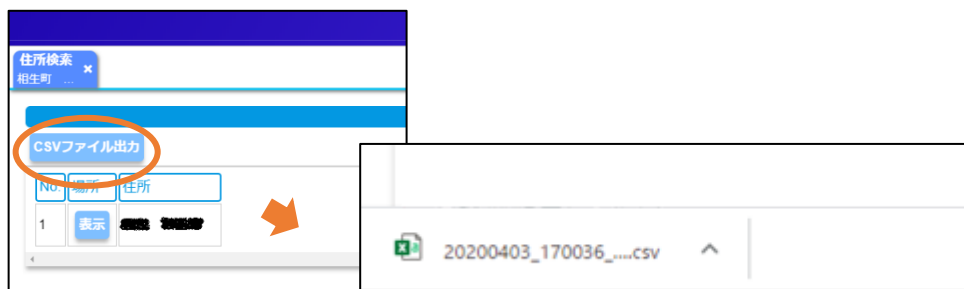 住所検索 ×
相生町 ...
CSVファイル出力
No. 場所 住所
1 表示
20200403_170036_....csv